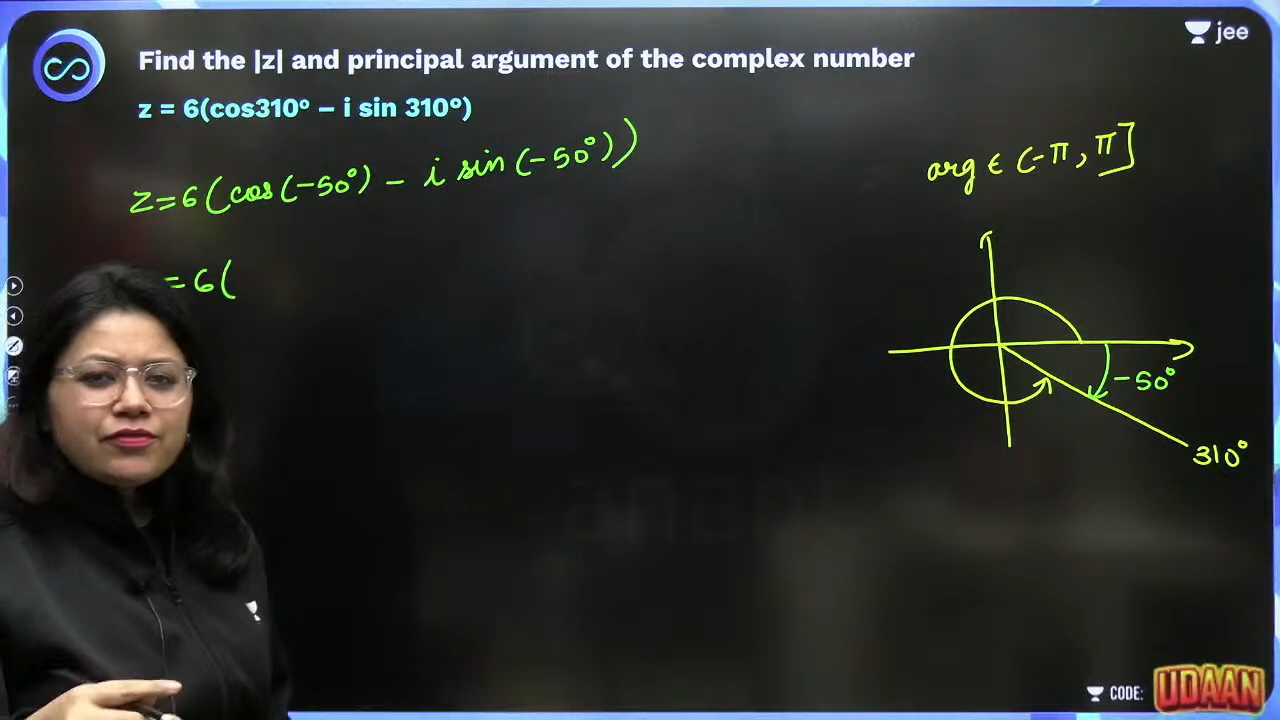 jee
Find the |z| and principal argument of the complex number
z = 6(cos310° – i sin 310°)
z=6(cos(-50°) - i sin(-50°))
arg ∈ (-π, π]
= 6(
-50°
310°
CODE: UDAAN